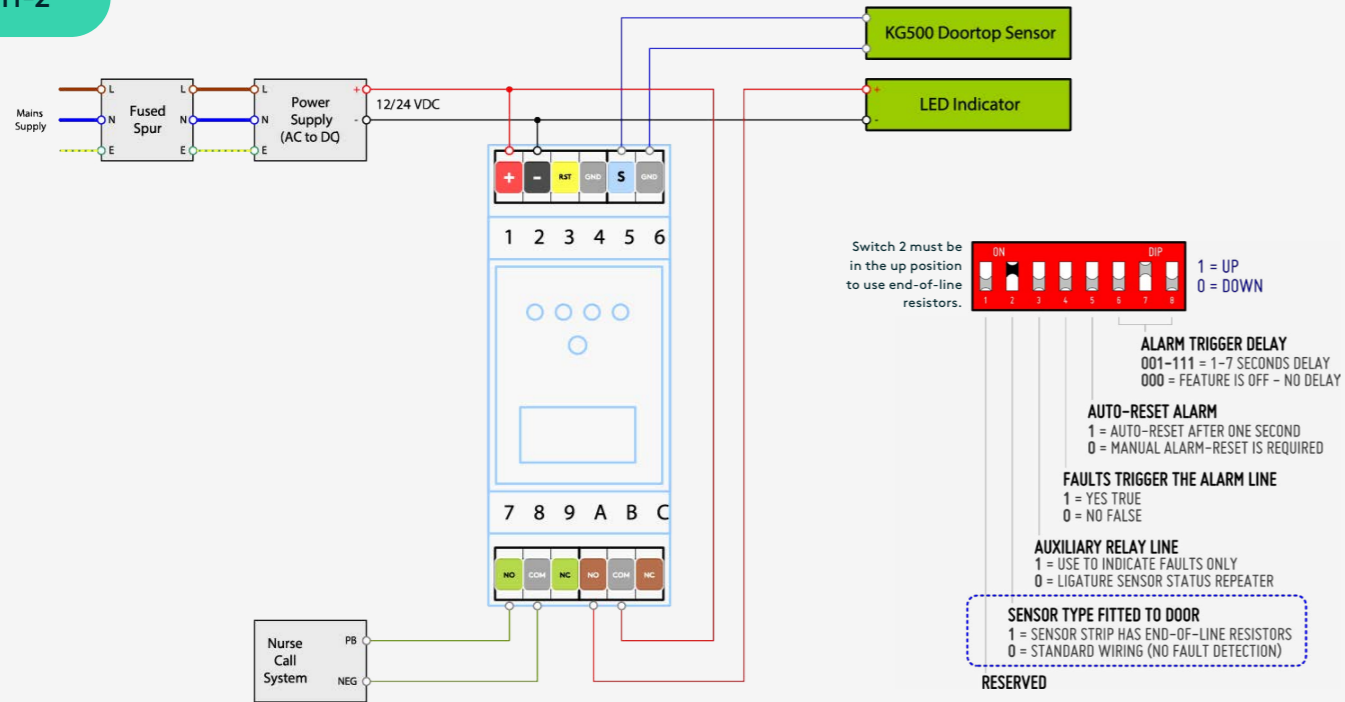 KG500 Doortop Sensor
LED Indicator
+
-
Mains
Supply
L
N
E
Fused
Spur
L
N
E
L
N
E
Power
Supply
(AC to DC)
+
-
12/24 VDC
+ - RST GND S GND
1 2 3 4 5 6
7 8 9 A B C
NO COM NC NO COM NC
Nurse
Call
System
PB
NEG
Switch 2 must be
in the up position
to use end-of-line
resistors.
ON DIP
1 2 3 4 5 6 7 8
1 = UP
0 = DOWN
ALARM TRIGGER DELAY
001-111 = 1-7 SECONDS DELAY
000 = FEATURE IS OFF - NO DELAY
AUTO-RESET ALARM
1 = AUTO-RESET AFTER ONE SECOND
0 = MANUAL ALARM-RESET IS REQUIRED
FAULTS TRIGGER THE ALARM LINE
1 = YES TRUE
0 = NO FALSE
AUXILIARY RELAY LINE
1 = USE TO INDICATE FAULTS ONLY
0 = LIGATURE SENSOR STATUS REPEATER
SENSOR TYPE FITTED TO DOOR
1 = SENSOR STRIP HAS END-OF-LINE RESISTORS
0 = STANDARD WIRING (NO FAULT DETECTION)
RESERVED